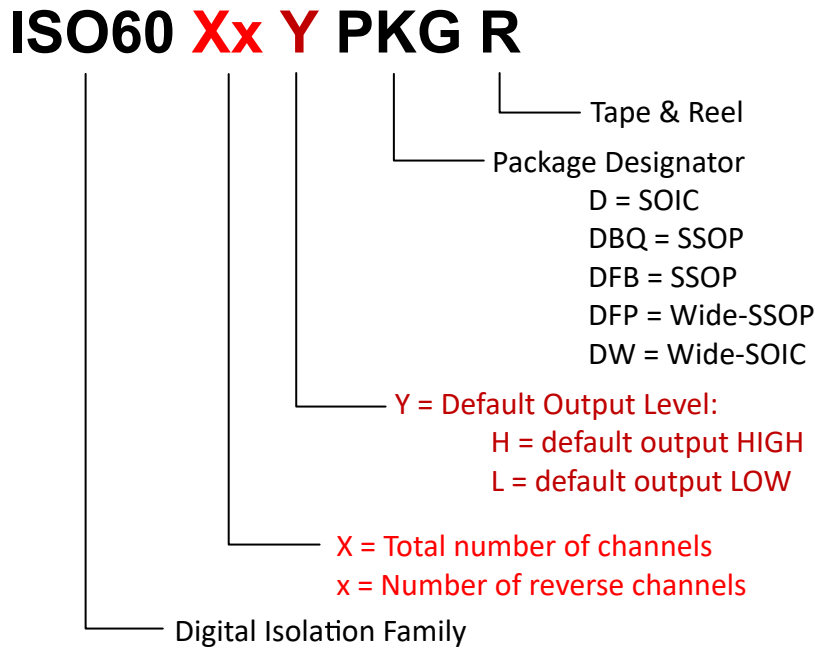 ISO60 Xx Y PKG R
Tape & Reel
Package Designator
D = SOIC
DBQ = SSOP
DFB = SSOP
DFP = Wide-SSOP
DW = Wide-SOIC
Y = Default Output Level:
H = default output HIGH
L = default output LOW
X = Total number of channels
x = Number of reverse channels
Digital Isolation Family